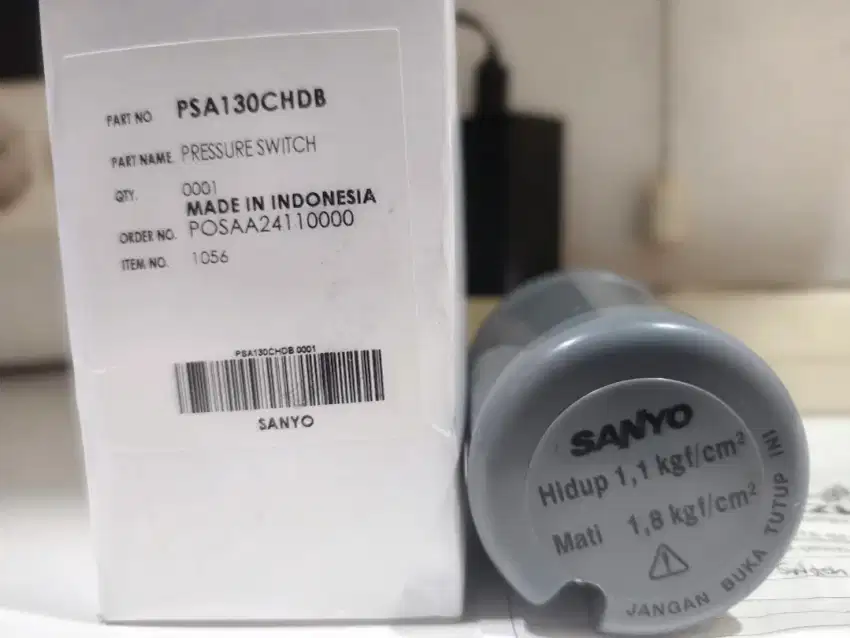 PART NO. PSA130CHDB
PART NAME. PRESSURE SWITCH
QTY. 0001
MADE IN INDONESIA
ORDER NO. POSAA24110000
ITEM NO. 1056
PSA130CHDB 0001
SANYO
SANYO
Hidup 1,1 kgf/cm²
Mati 1,8 kgf/cm²
JANGAN BUKA TUTUP INI